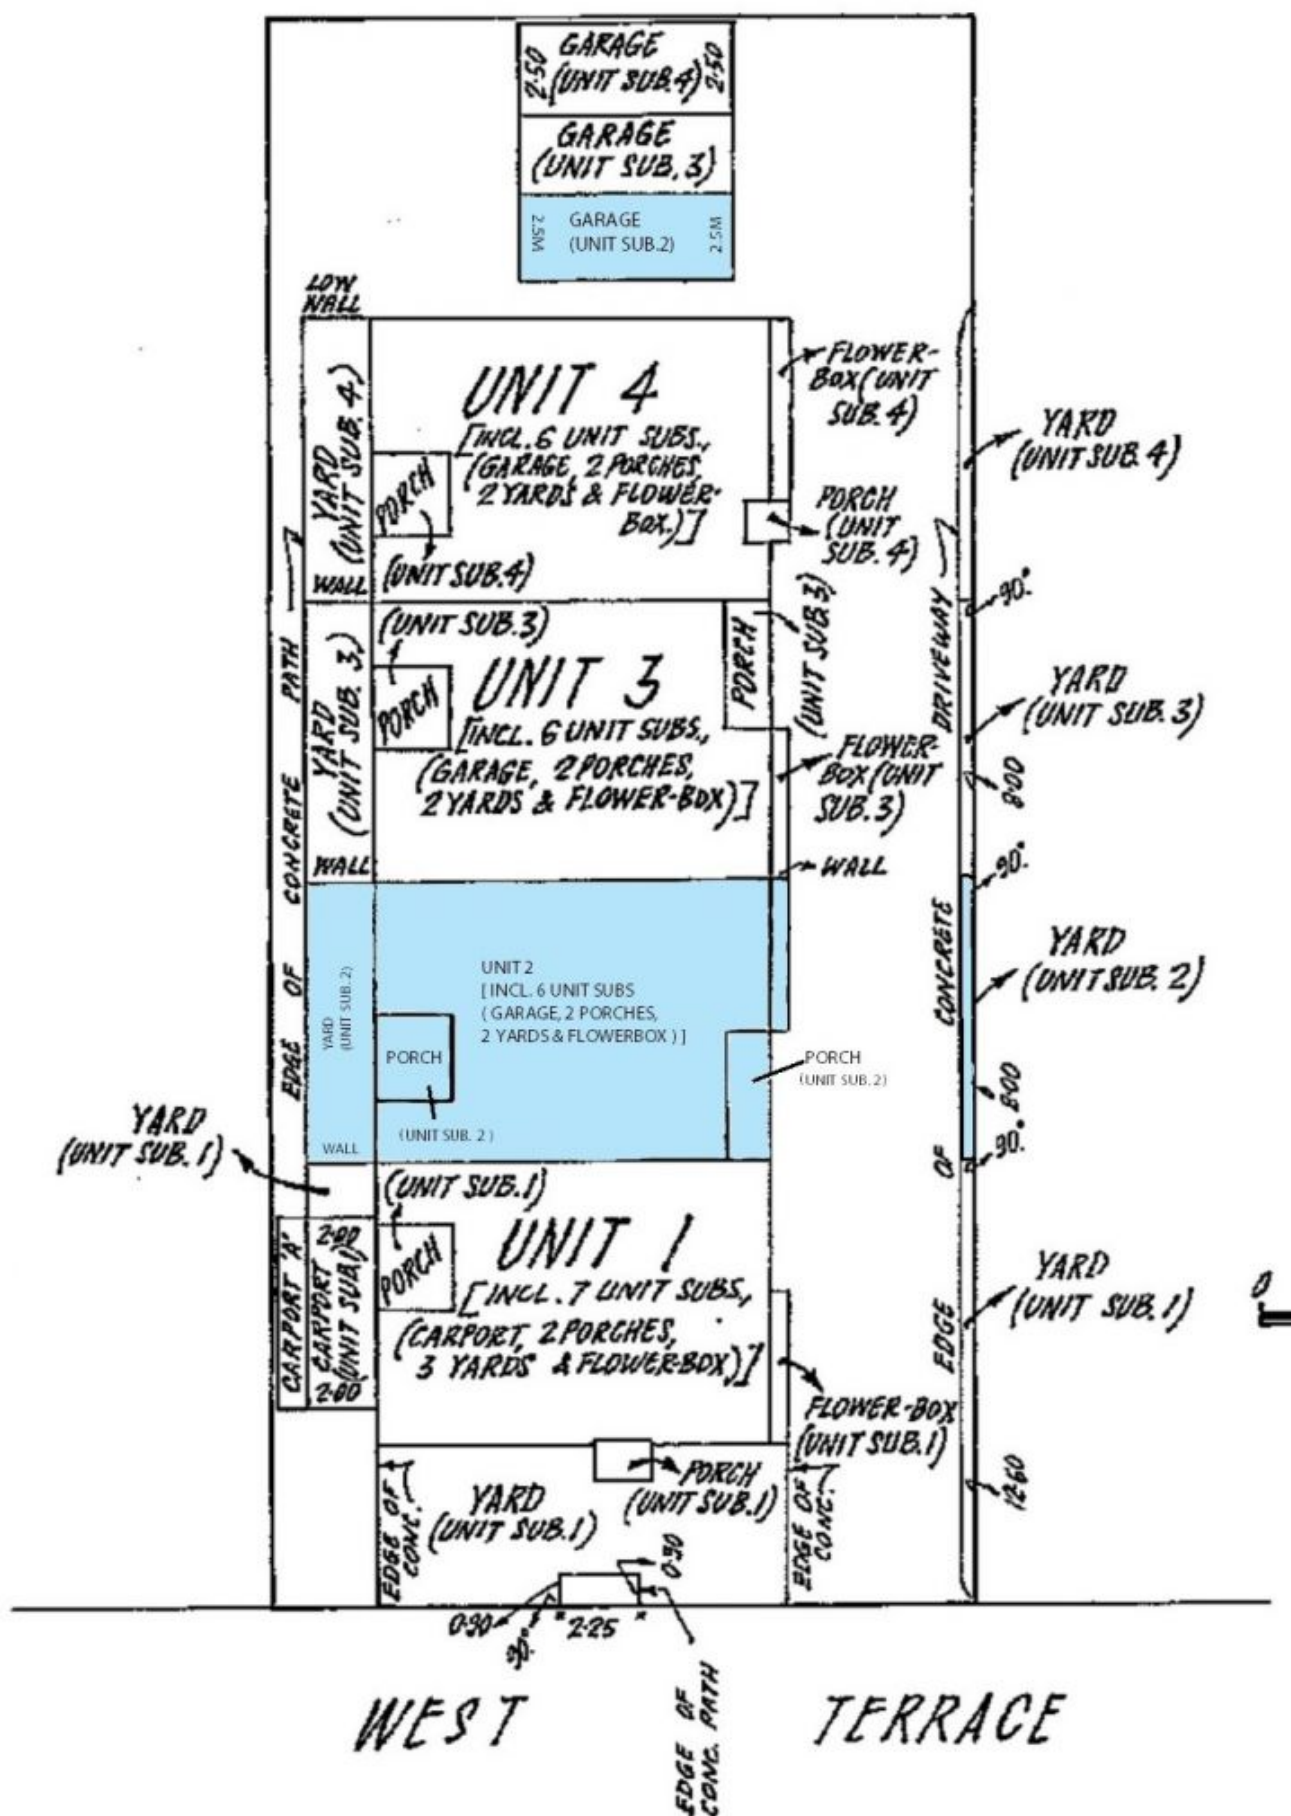 GARAGE
(UNIT SUB.4)
2·50
2·50
GARAGE
(UNIT SUB. 3)
GARAGE
(UNIT SUB.2)
2.5M
2.5M
LOW
WALL
YARD
(UNIT SUB. 4)
WALL
UNIT 4
[INCL. 6 UNIT SUBS.,
(GARAGE, 2 PORCHES,
2 YARDS & FLOWER-
BOX.)]
PORCH
(UNIT SUB.4)
FLOWER-
BOX (UNIT
SUB. 4)
PORCH
(UNIT
SUB. 4)
YARD
(UNIT SUB. 4)
90°
YARD
(UNIT SUB. 3)
WALL
(UNIT SUB.3)
PORCH
UNIT 3
[INCL. 6 UNIT SUBS.,
(GARAGE, 2 PORCHES,
2 YARDS & FLOWER-BOX)]
PORCH
(UNIT SUB.3)
FLOWER-
BOX (UNIT
SUB. 3)
WALL
YARD
(UNIT SUB. 3)
8·00
90°
EDGE OF CONCRETE PATH
EDGE OF CONCRETE DRIVEWAY
YARD
(UNIT SUB. 2)
WALL
UNIT 2
[ INCL. 6 UNIT SUBS
( GARAGE, 2 PORCHES,
2 YARDS & FLOWERBOX ) ]
PORCH
(UNIT SUB. 2 )
PORCH
(UNIT SUB. 2)
YARD
(UNIT SUB. 2)
8·00
90°
YARD
(UNIT SUB. 1)
CARPORT 'A'
2·00
CARPORT
(UNIT SUB.1)
2·00
(UNIT SUB.1)
PORCH
UNIT 1
[INCL. 7 UNIT SUBS.,
(CARPORT, 2 PORCHES,
3 YARDS & FLOWER-BOX)]
FLOWER-BOX
(UNIT SUB.1)
YARD
(UNIT SUB. 1)
0
12·60
EDGE OF
CONC.
YARD
(UNIT SUB.1)
PORCH
(UNIT SUB.1)
EDGE OF
CONC.
0·90
90°
2·25
0·90
EDGE OF
CONC. PATH
WEST TERRACE